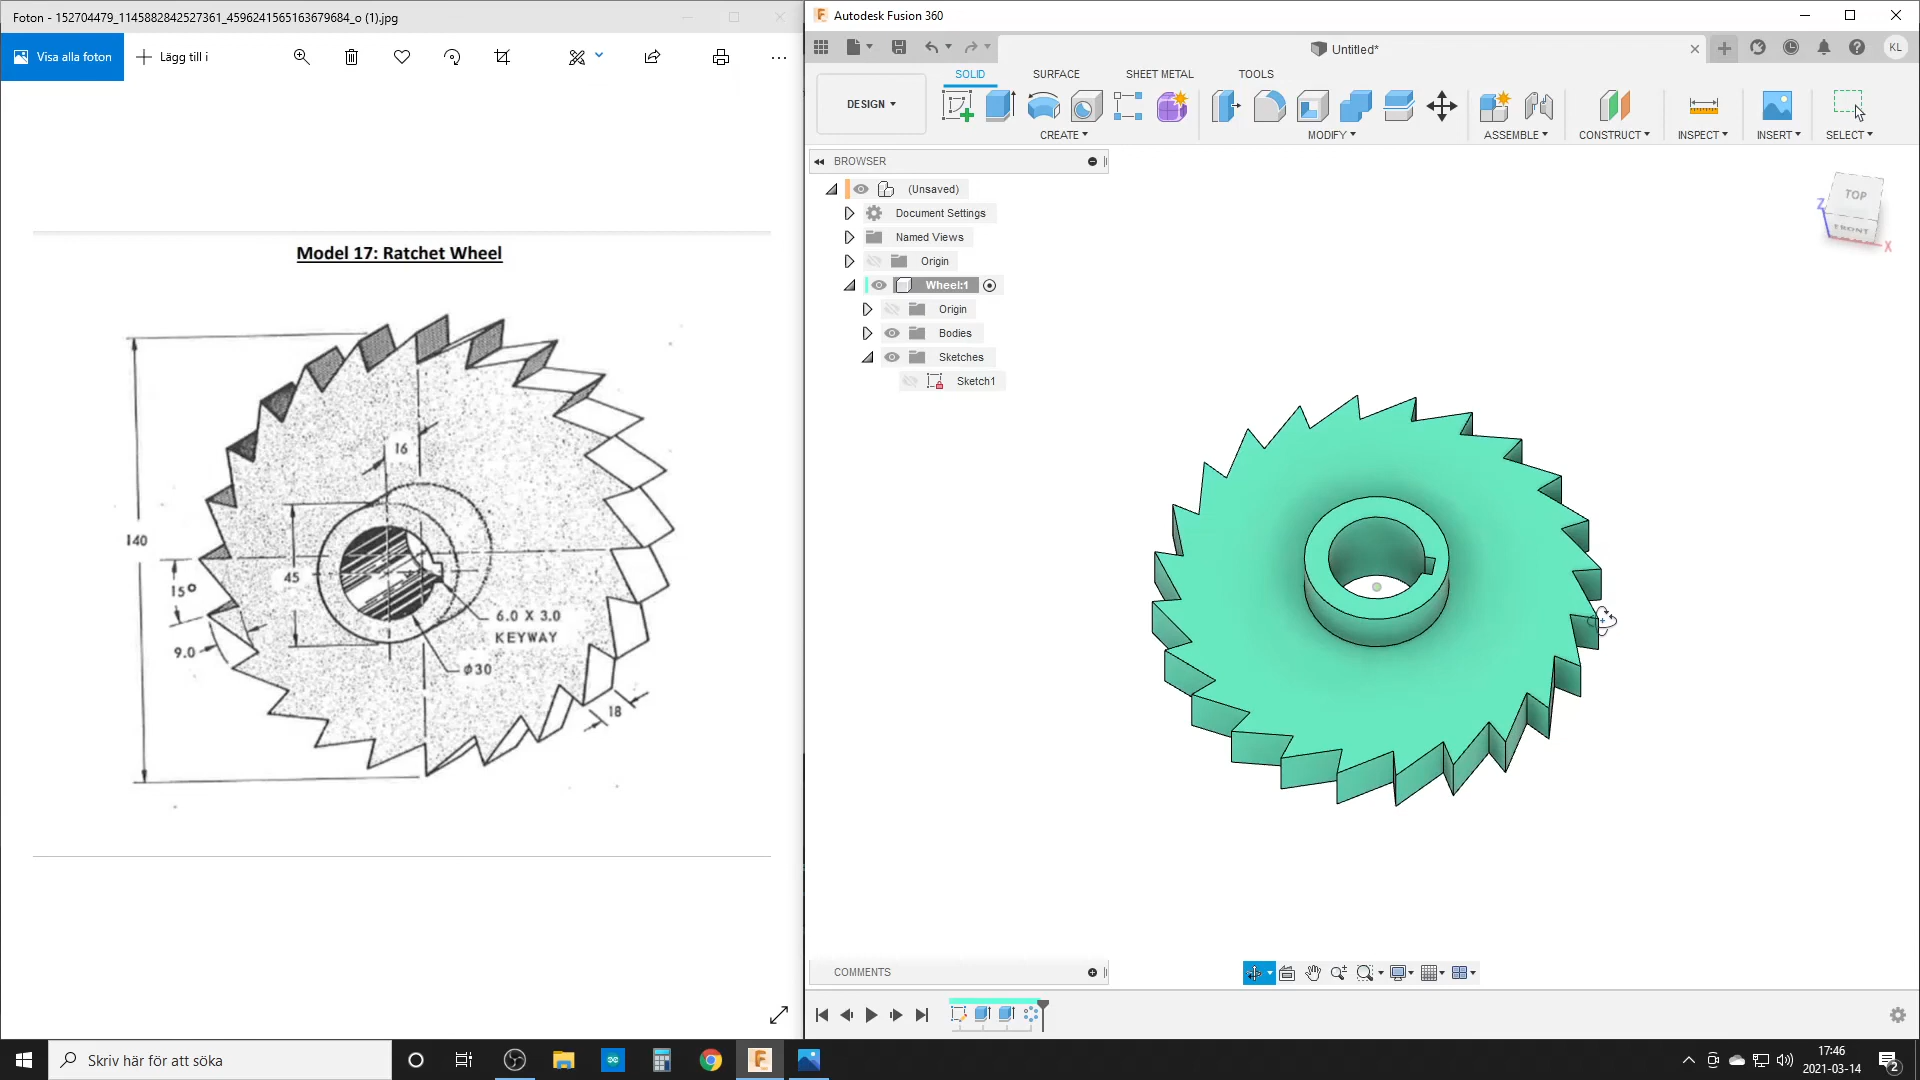 Foton - 152704479_1145882842527361_4596241565163679684_o (1).jpg
Visa alla foton
Lägg till i
Model 17: Ratchet Wheel
16
140
15°
45
9.0
6.0 X 3.0
KEYWAY
φ30
18
Autodesk Fusion 360
Untitled*
KL
DESIGN
SOLID
SURFACE
SHEET METAL
TOOLS
CREATE
MODIFY
ASSEMBLE
CONSTRUCT
INSPECT
INSERT
SELECT
BROWSER
(Unsaved)
Document Settings
Named Views
Origin
Wheel:1
Origin
Bodies
Sketches
Sketch1
TOP
FRONT
Z
X
COMMENTS
Skriv här för att söka
17:46
2021-03-14
2